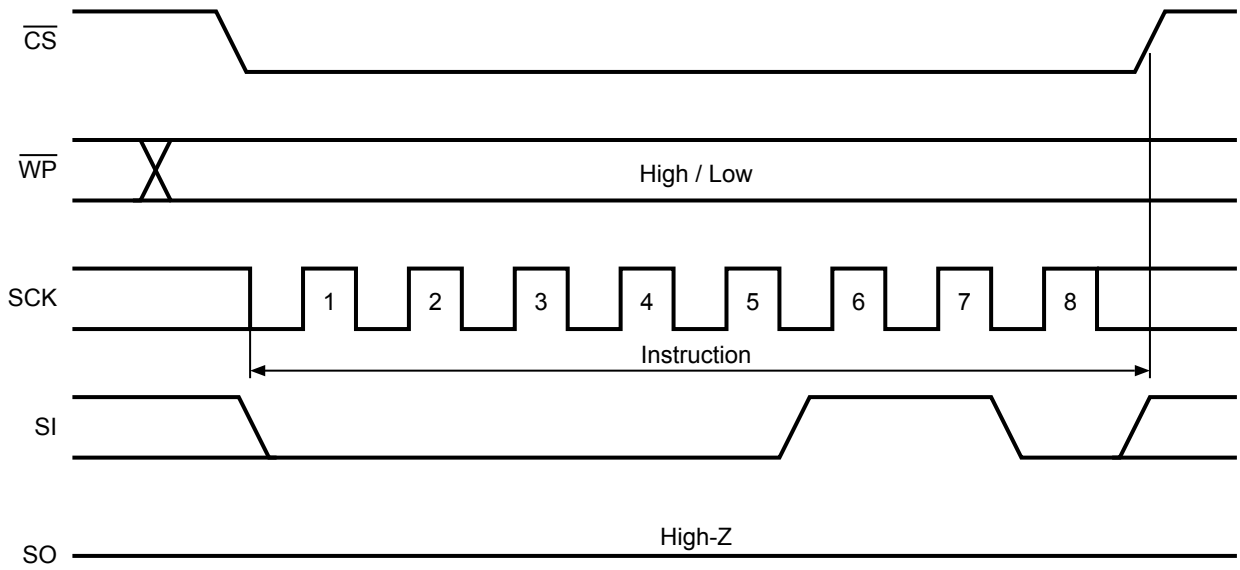 CS
WP
High / Low
SCK
1 2 3 4 5 6 7 8
Instruction
SI
High-Z
SO